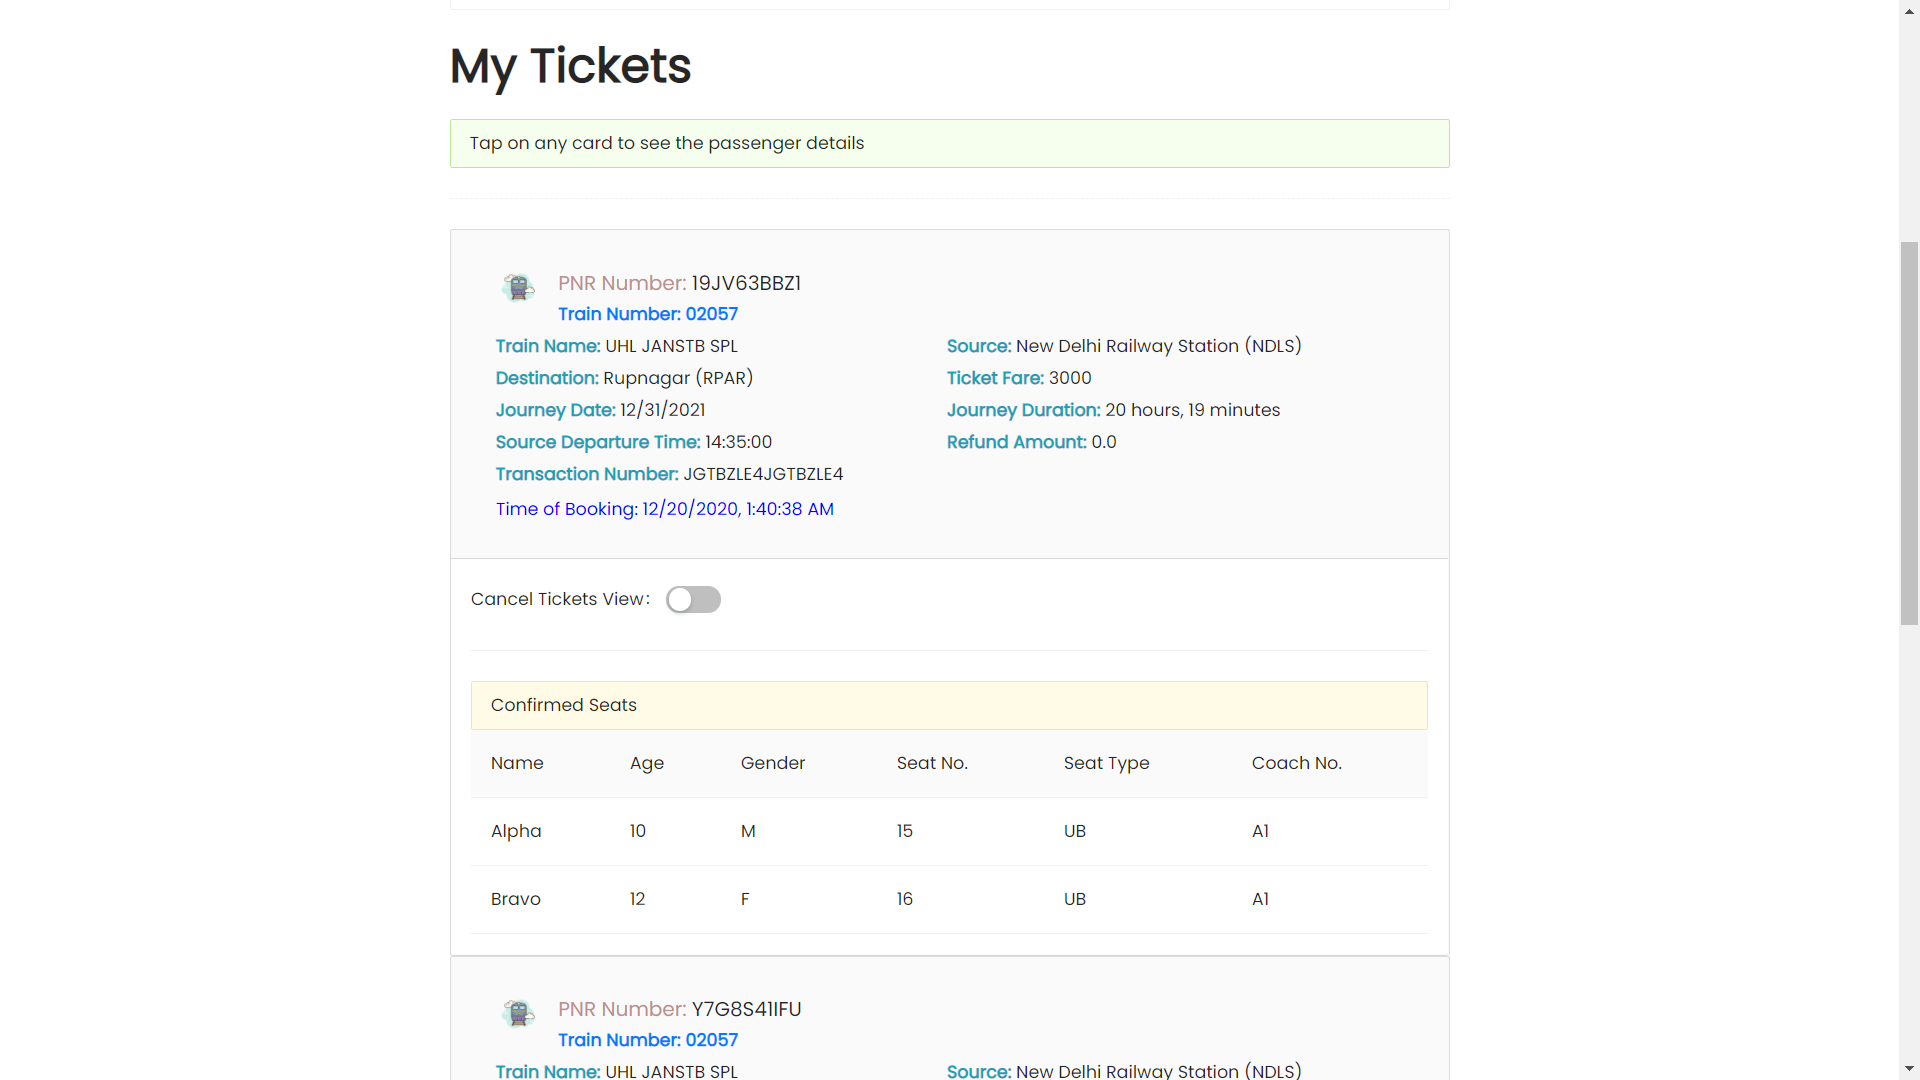 My Tickets
Tap on any card to see the passenger details
PNR Number: 19JV63BBZ1
Train Number: 02057
Train Name: UHL JANSTB SPL
Source: New Delhi Railway Station (NDLS)
Destination: Rupnagar (RPAR)
Ticket Fare: 3000
Journey Date: 12/31/2021
Journey Duration: 20 hours, 19 minutes
Source Departure Time: 14:35:00
Refund Amount: 0.0
Transaction Number: JGTBZLE4JGTBZLE4
Time of Booking: 12/20/2020, 1:40:38 AM
Cancel Tickets View:
Confirmed Seats
Name Age Gender Seat No. Seat Type Coach No.
Alpha 10 M 15 UB A1
Bravo 12 F 16 UB A1
PNR Number: Y7G8S41IFU
Train Number: 02057
Train Name: UHL JANSTB SPL
Source: New Delhi Railway Station (NDLS)